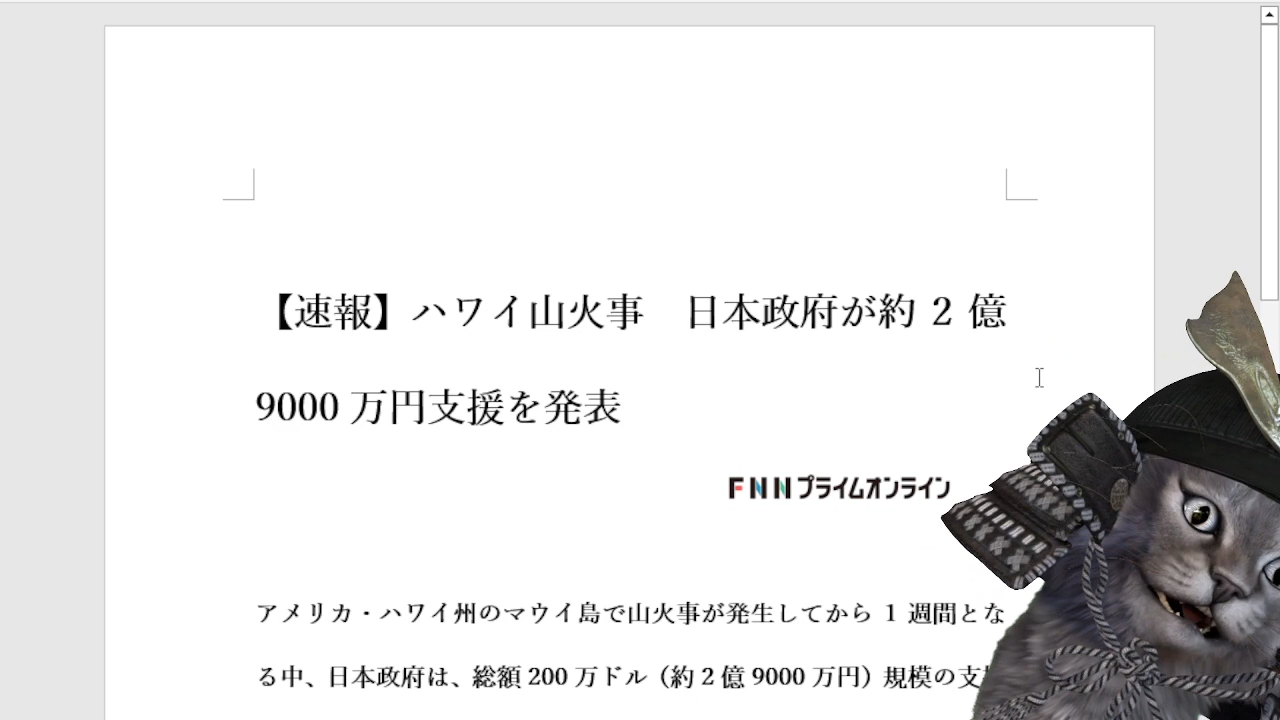 【速報】ハワイ山火事　日本政府が約 2 億
9000 万円支援を発表
FNNプライムオンライン
アメリカ・ハワイ州のマウイ島で山火事が発生してから 1 週間とな
る中、日本政府は、総額 200 万ドル（約 2 億 9000 万円）規模の支